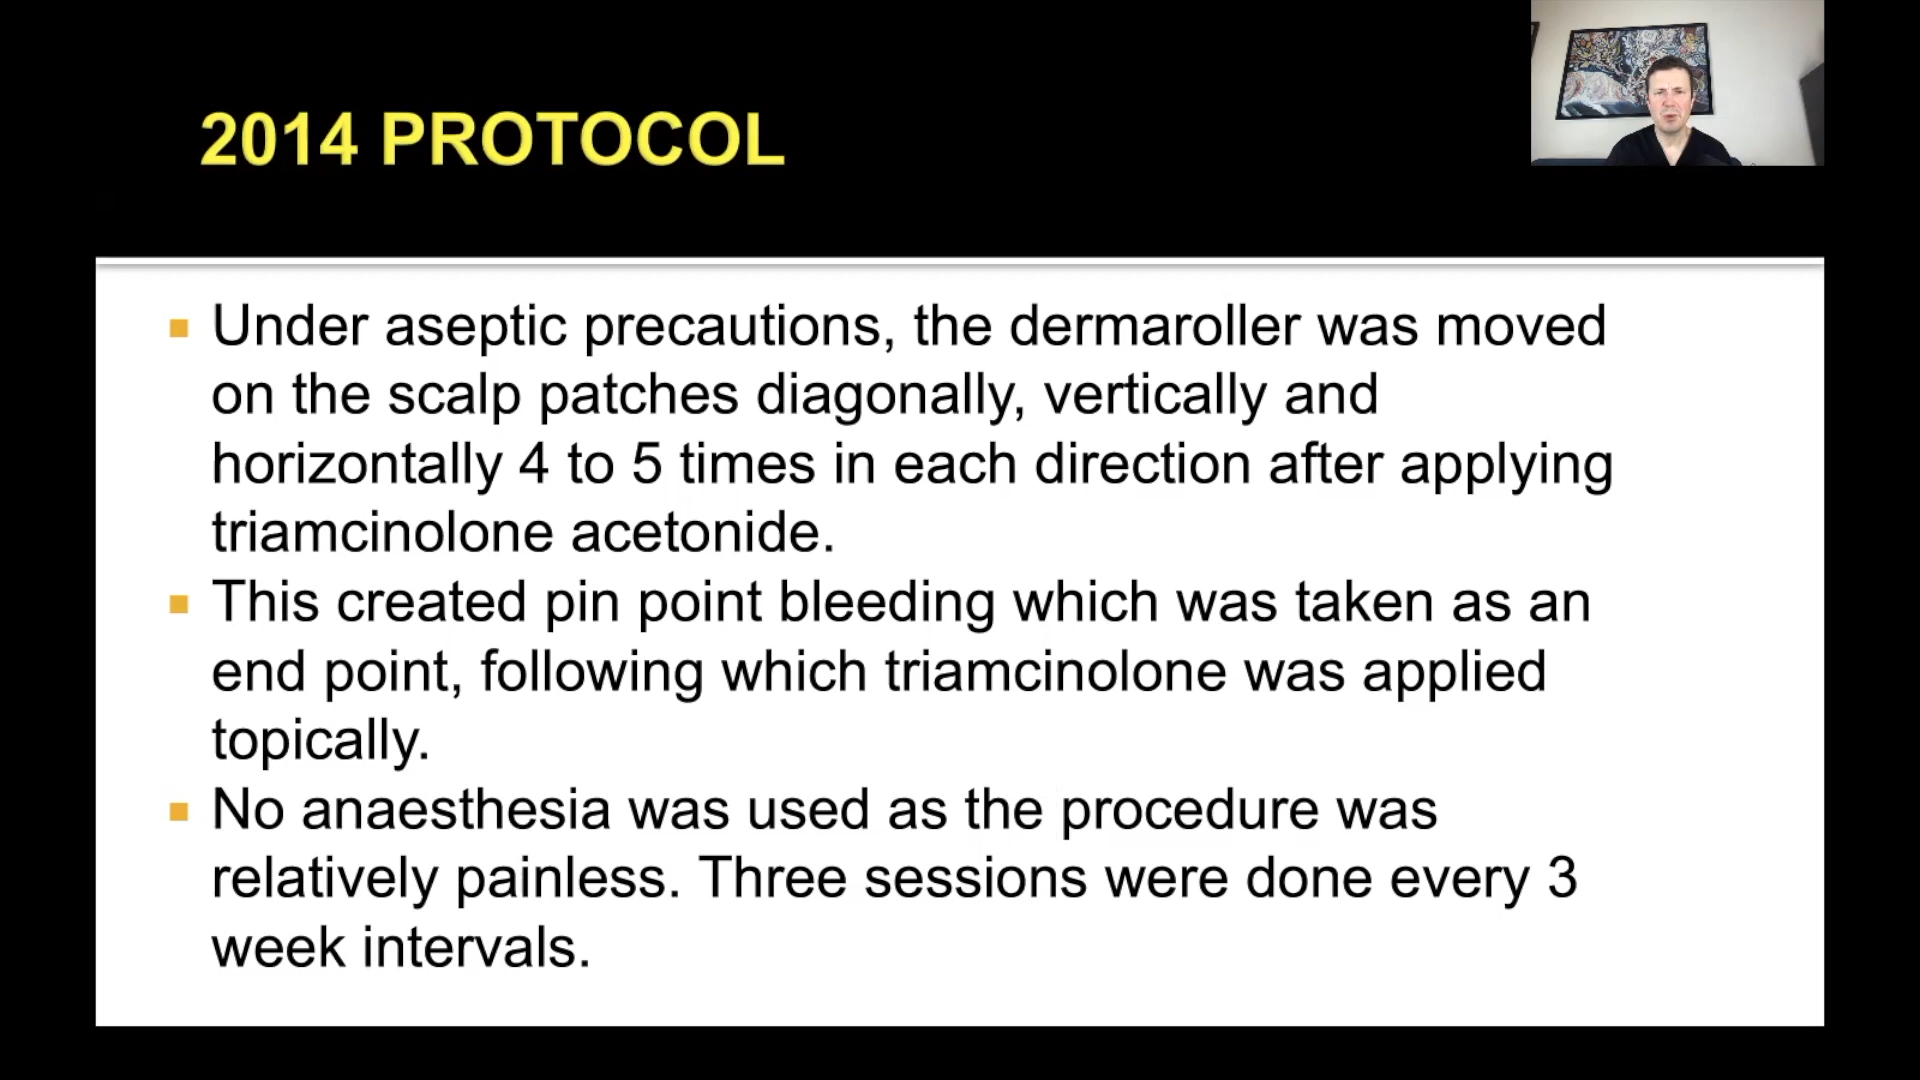 2014 PROTOCOL
Under aseptic precautions, the dermaroller was moved
on the scalp patches diagonally, vertically and
horizontally 4 to 5 times in each direction after applying
triamcinolone acetonide.
This created pin point bleeding which was taken as an
end point, following which triamcinolone was applied
topically.
No anaesthesia was used as the procedure was
relatively painless. Three sessions were done every 3
week intervals.